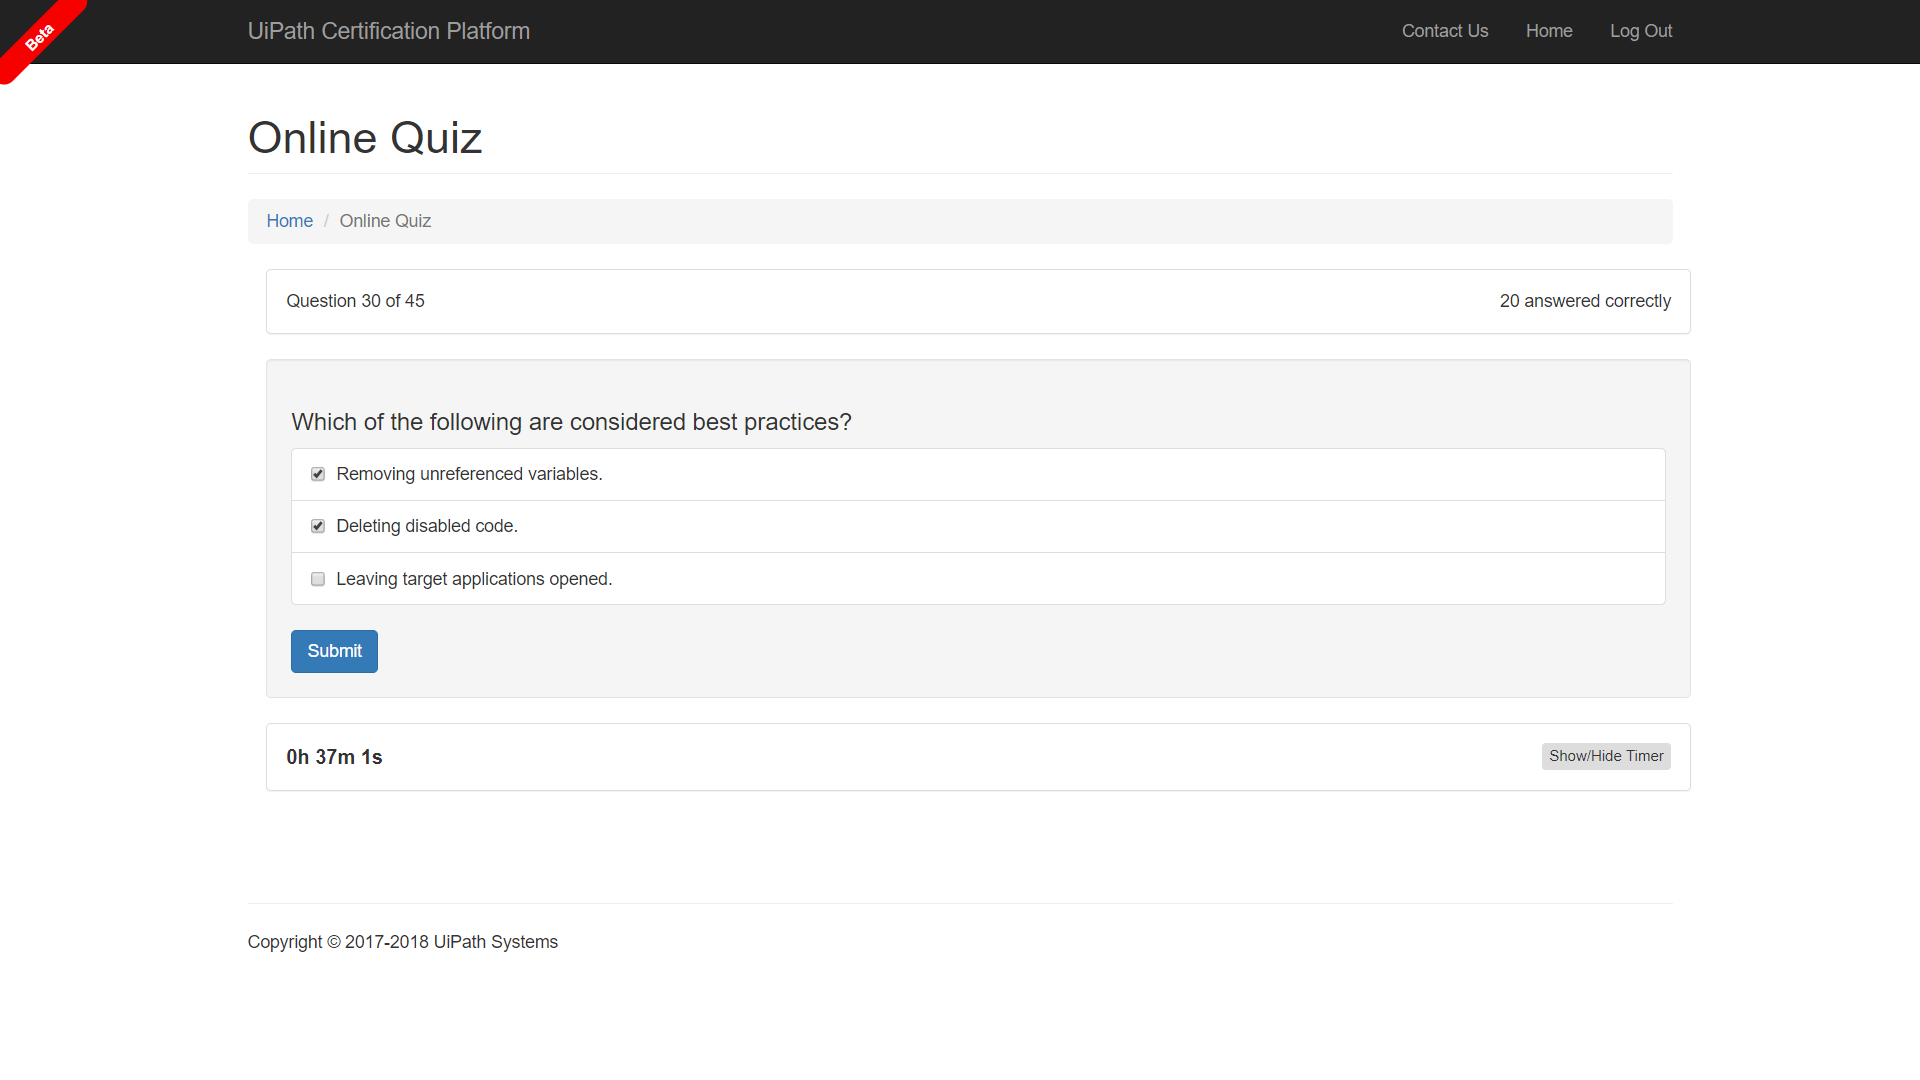 Beta
UiPath Certification Platform
Contact Us Home Log Out
Online Quiz
Home / Online Quiz
Question 30 of 45
20 answered correctly
Which of the following are considered best practices?
Removing unreferenced variables.
Deleting disabled code.
Leaving target applications opened.
Submit
0h 37m 1s
Show/Hide Timer
Copyright © 2017-2018 UiPath Systems